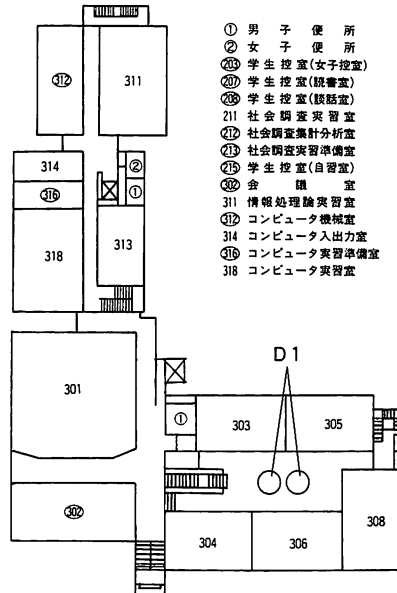 ① 男子便所
② 女子便所
203 学生控室(女子控室)
207 学生控室(読書室)
208 学生控室(談話室)
211 社会調査実習室
212 社会調査集計分析室
213 社会調査実習準備室
215 学生控室(自習室)
302 会議室
311 情報処理論実習室
312 コンピュータ機械室
314 コンピュータ入出力室
316 コンピュータ実習準備室
318 コンピュータ実習室
312
311
314
②
316
①
318
313
D1
301
①
303
305
302
304
306
308